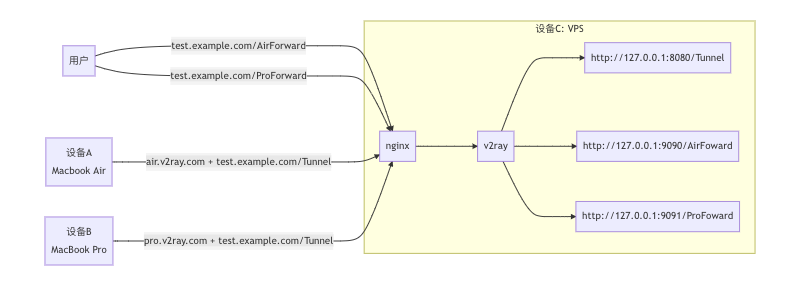 设备C: VPS
用户
test.example.com/AirForward
test.example.com/ProForward
http://127.0.0.1:8080/Tunnel
设备A
Macbook Air
air.v2ray.com + test.example.com/Tunnel
nginx
v2ray
http://127.0.0.1:9090/AirFoward
设备B
MacBook Pro
pro.v2ray.com + test.example.com/Tunnel
http://127.0.0.1:9091/ProFoward